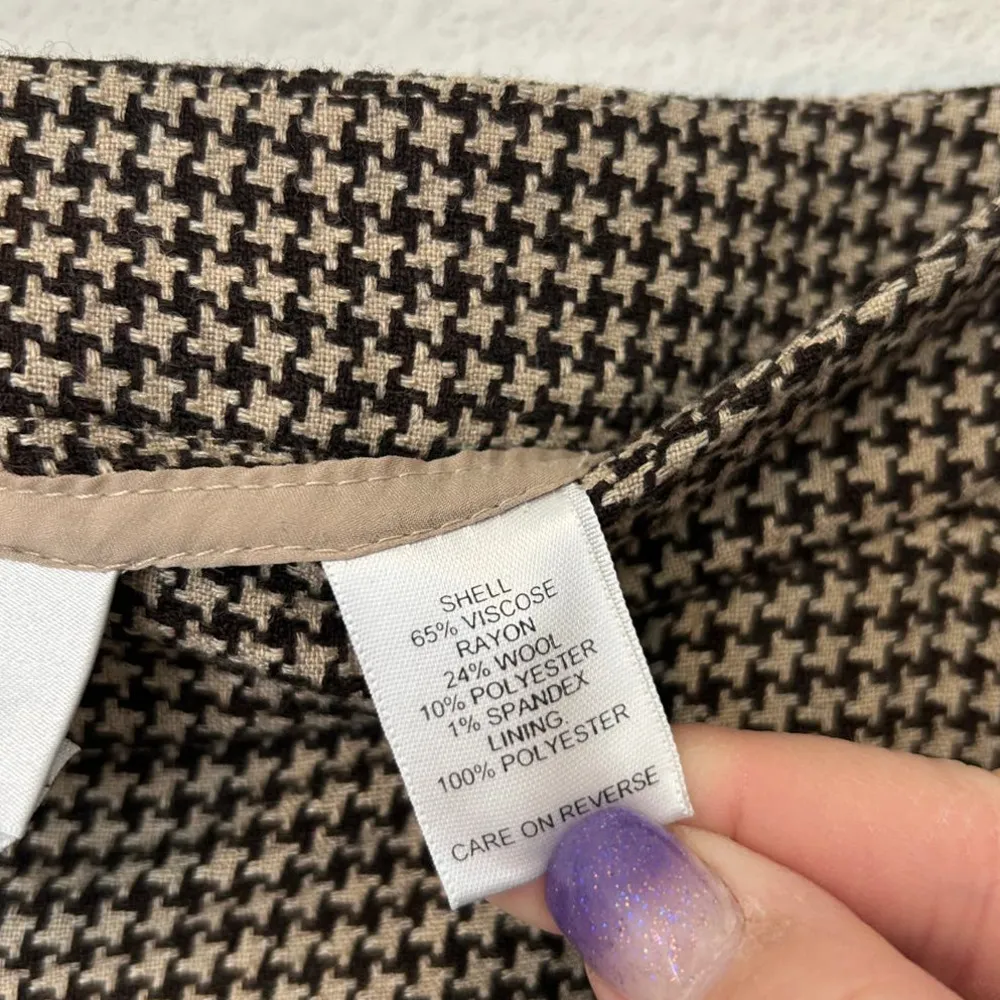 SHELL
65% VISCOSE
RAYON
24% WOOL
10% POLYESTER
1% SPANDEX
LINING
100% POLYESTER
CARE ON REVERSE